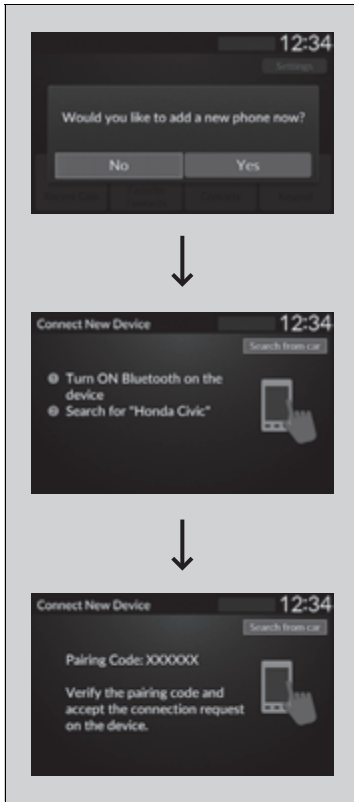 12:34
Settings
Would you like to add a new phone now?
No
Yes
Connect New Device
12:34
Search from car
❶ Turn ON Bluetooth on the
device
❷ Search for "Honda Civic"
Connect New Device
12:34
Search from car
Pairing Code: XXXXXX
Verify the pairing code and
accept the connection request
on the device.